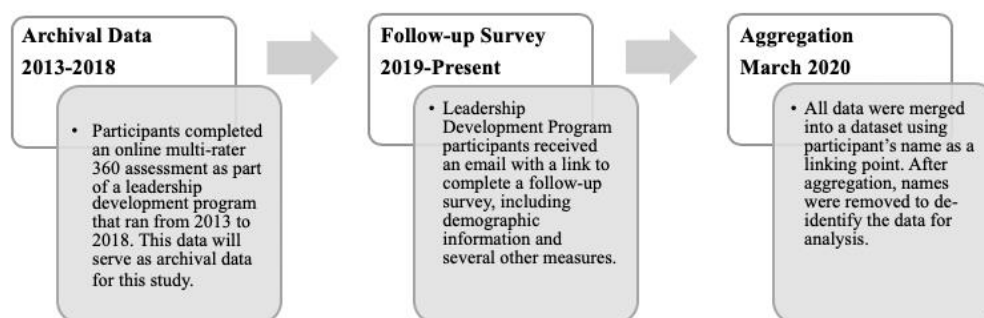 Archival Data
2013-2018
• Participants completed
an online multi-rater
360 assessment as part
of a leadership
development program
that ran from 2013 to
2018. This data will
serve as archival data
for this study.
Follow-up Survey
2019-Present
• Leadership
Development Program
participants received
an email with a link to
complete a follow-up
survey, including
demographic
information and
several other measures.
Aggregation
March 2020
• All data were merged
into a dataset using
participant's name as a
linking point. After
aggregation, names
were removed to de-
identify the data for
analysis.